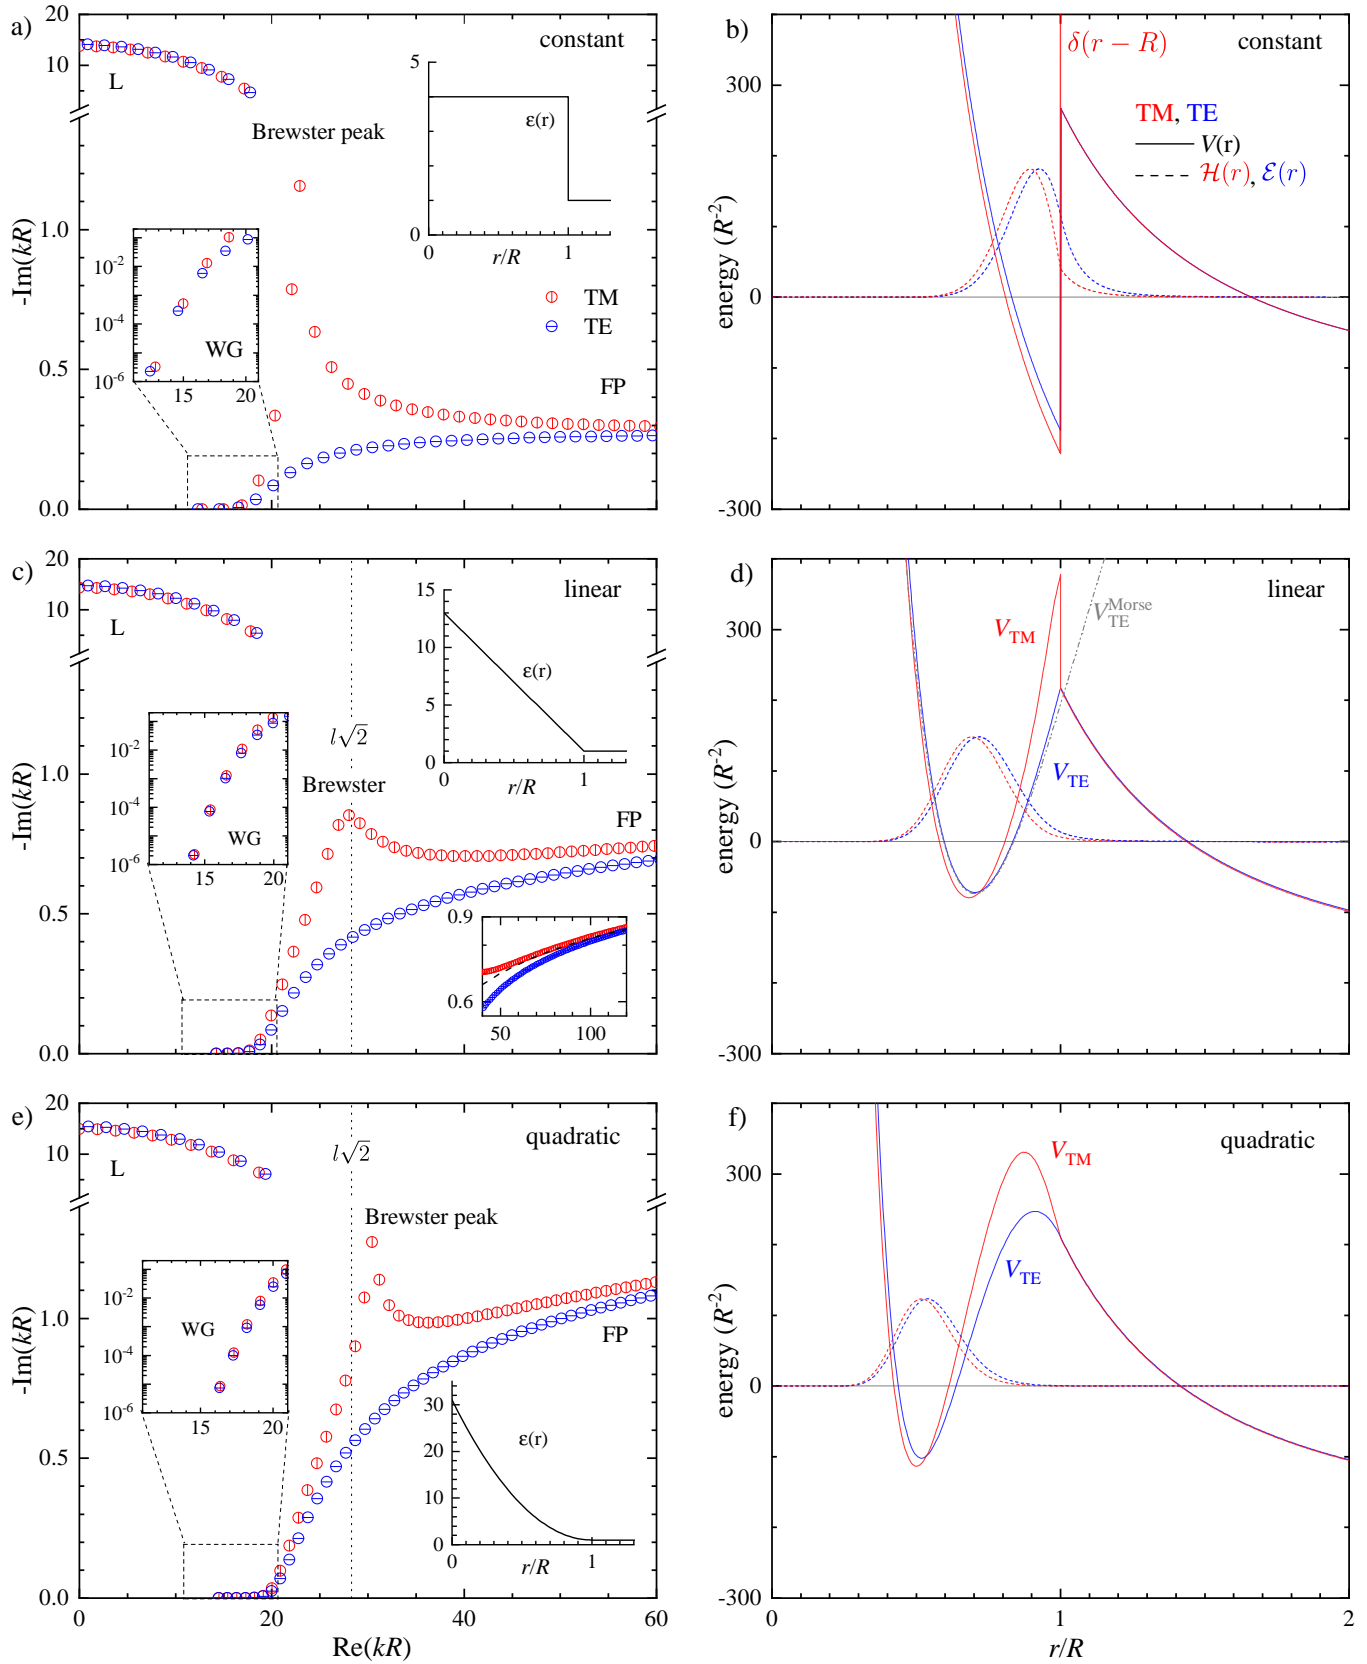 a)
20
10
1.0
0.5
0.0
-Im(kR)
L
constant
Brewster peak
5
0
ε(r)
0
1
r/R
TM
TE
FP
WG
10^-2
10^-4
10^-6
15
20
b)
300
0
-300
energy (R^-2)
δ(r − R)
constant
TM, TE
V(r)
ℋ(r), ℰ(r)
c)
20
10
1.0
0.5
0.0
-Im(kR)
L
linear
l√2
Brewster
15
10
5
0
ε(r)
0
1
r/R
FP
WG
10^-2
10^-4
10^-6
15
20
0.9
0.6
50
100
d)
300
0
-300
energy (R^-2)
V_TM
V_TE^Morse
linear
V_TE
e)
20
10
1.0
0.5
0.0
-Im(kR)
L
quadratic
l√2
Brewster peak
FP
WG
10^-2
10^-4
10^-6
15
20
30
20
10
0
ε(r)
0
1
r/R
0
20
40
60
Re(kR)
f)
300
0
-300
energy (R^-2)
V_TM
quadratic
V_TE
0
1
2
r/R